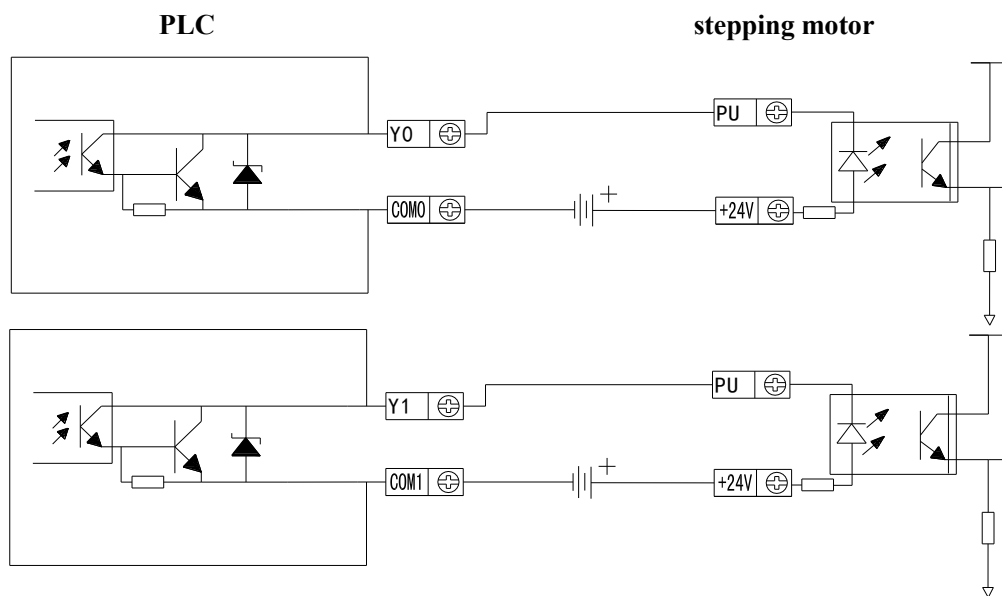 PLC stepping motor
Y0 PU
COM0 + +24V
Y1 PU
COM1 + +24V